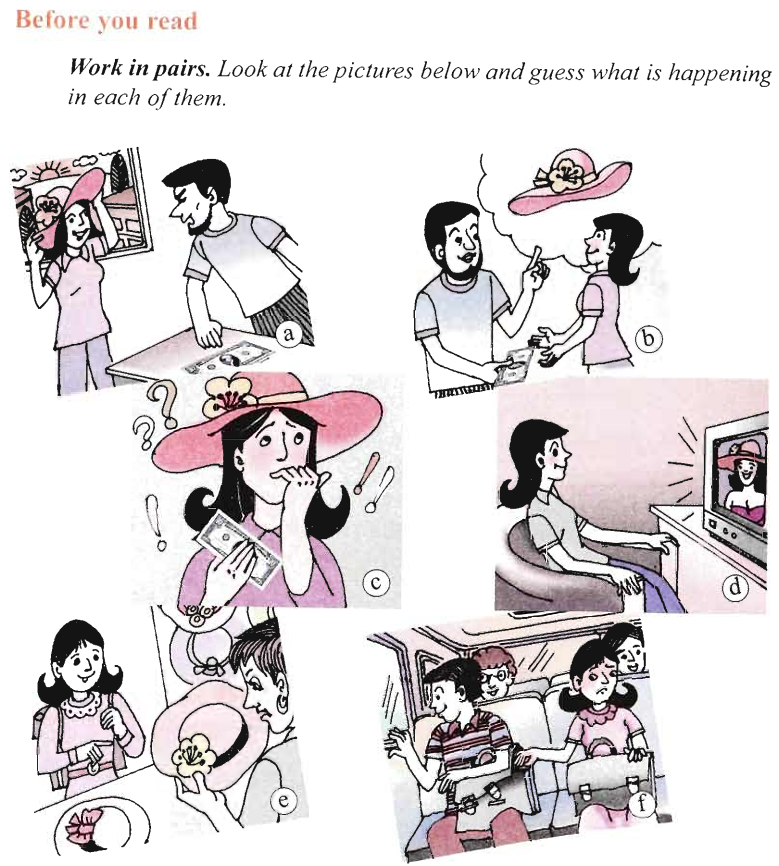 Before you read
Work in pairs. Look at the pictures below and guess what is happening
in each of them.
a
b
c
d
e
f